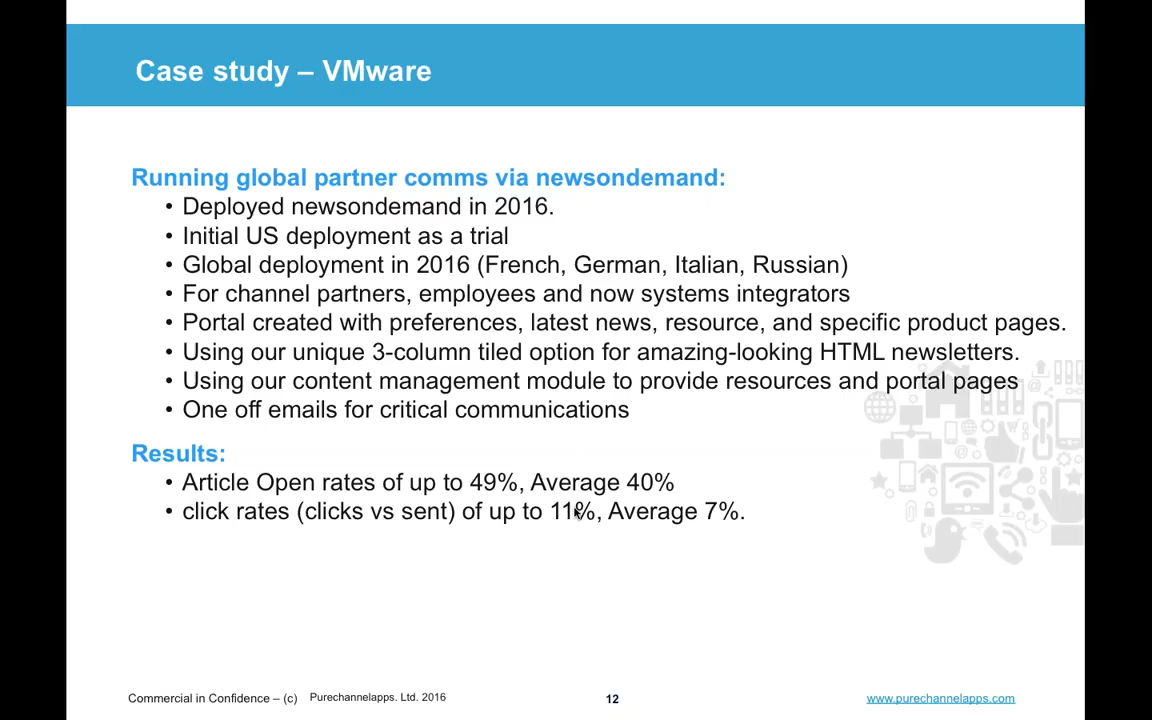 Case study – VMware
Running global partner comms via newsondemand:
• Deployed newsondemand in 2016.
• Initial US deployment as a trial
• Global deployment in 2016 (French, German, Italian, Russian)
• For channel partners, employees and now systems integrators
• Portal created with preferences, latest news, resource, and specific product pages.
• Using our unique 3-column tiled option for amazing-looking HTML newsletters.
• Using our content management module to provide resources and portal pages
• One off emails for critical communications
Results:
• Article Open rates of up to 49%, Average 40%
• click rates (clicks vs sent) of up to 11%, Average 7%.
Commercial in Confidence – (c) Purechannelapps. Ltd. 2016 12 www.purechannelapps.com